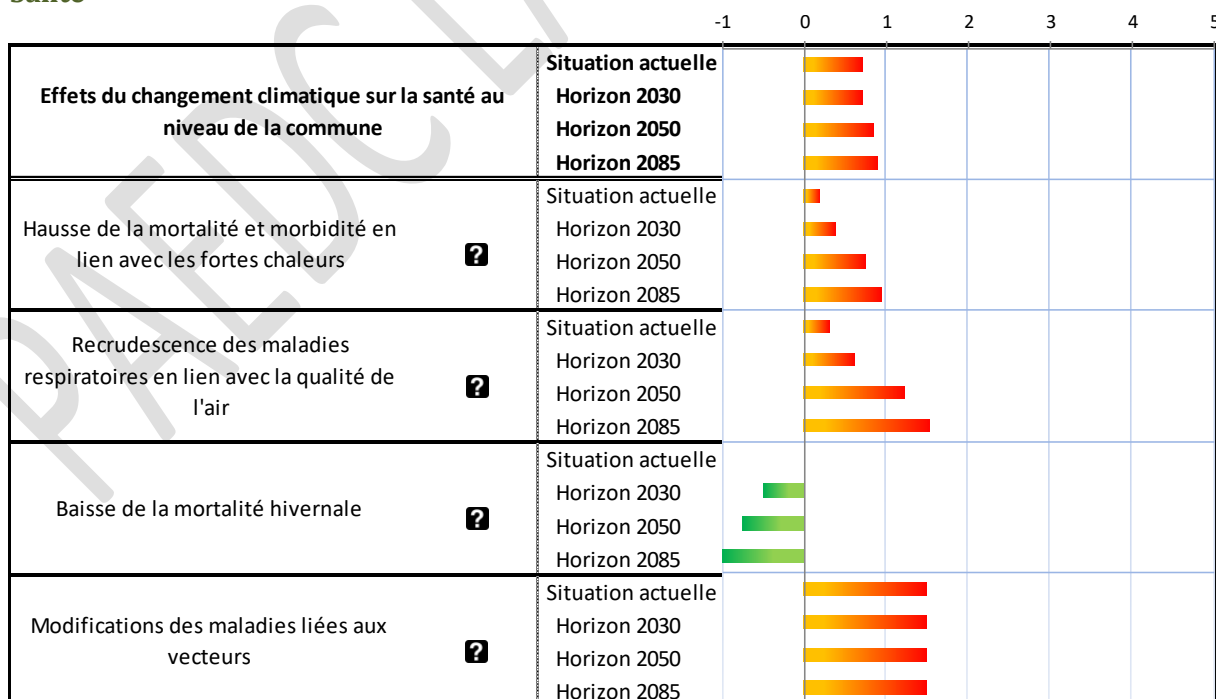 santé
-1 0 1 2 3 4 5
Effets du changement climatique sur la santé au
niveau de la commune
Situation actuelle
Horizon 2030
Horizon 2050
Horizon 2085
Hausse de la mortalité et morbidité en
lien avec les fortes chaleurs
?
Situation actuelle
Horizon 2030
Horizon 2050
Horizon 2085
Recrudescence des maladies
respiratoires en lien avec la qualité de
l'air
?
Situation actuelle
Horizon 2030
Horizon 2050
Horizon 2085
Baisse de la mortalité hivernale
?
Situation actuelle
Horizon 2030
Horizon 2050
Horizon 2085
Modifications des maladies liées aux
vecteurs
?
Situation actuelle
Horizon 2030
Horizon 2050
Horizon 2085
PAEDC